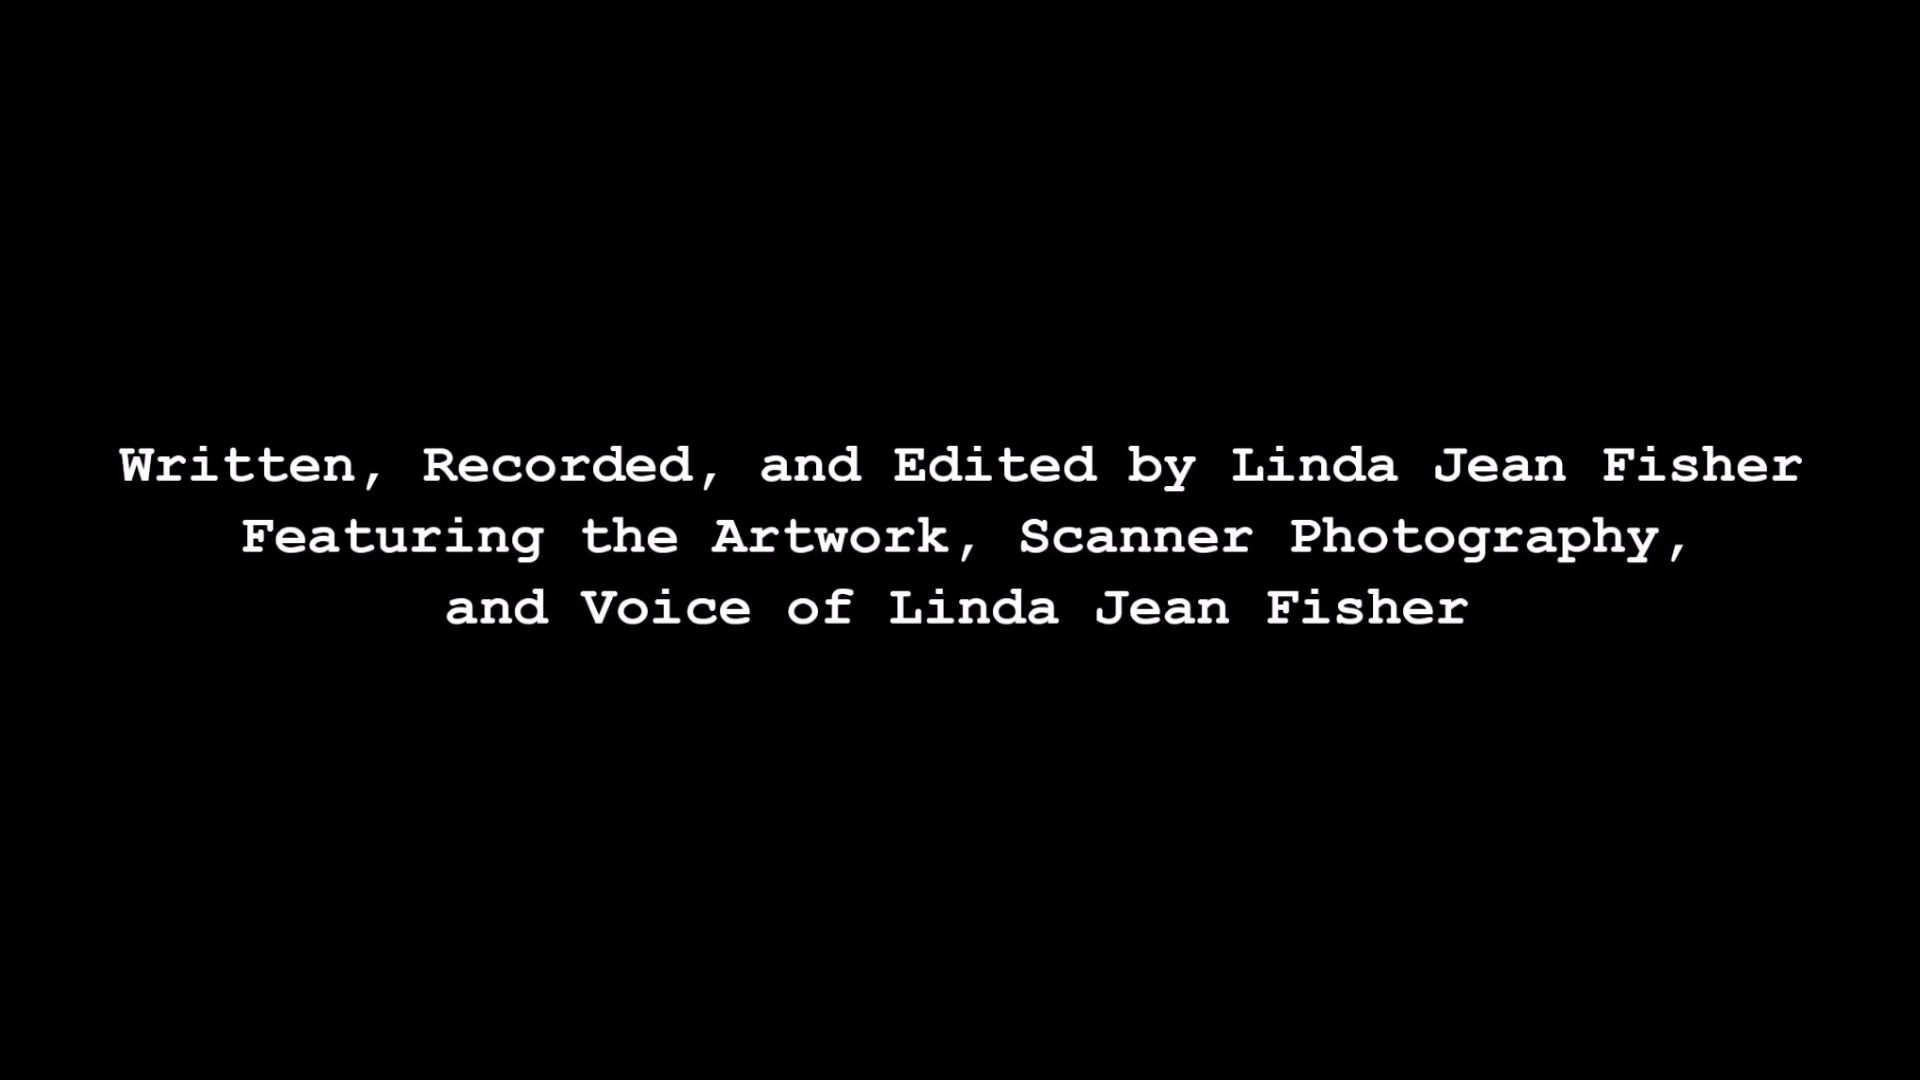 Written, Recorded, and Edited by Linda Jean Fisher
Featuring the Artwork, Scanner Photography,
and Voice of Linda Jean Fisher